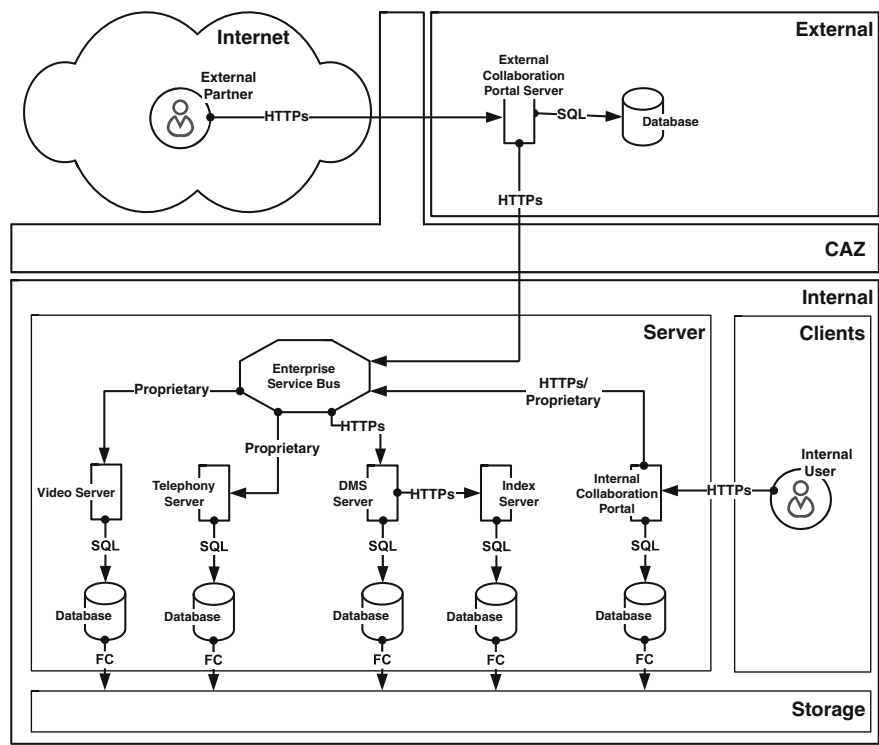 Internet
External
External
Partner
HTTPs
External
Collaboration
Portal Server
SQL
Database
HTTPs
CAZ
Internal
Server
Clients
Enterprise
Service Bus
Proprietary
HTTPs/
Proprietary
HTTPs
Proprietary
Video Server
Telephony
Server
DMS
Server
HTTPs
Index
Server
Internal
Collaboration
Portal
HTTPs
Internal
User
SQL
SQL
SQL
SQL
SQL
Database
Database
Database
Database
Database
FC
FC
FC
FC
FC
Storage